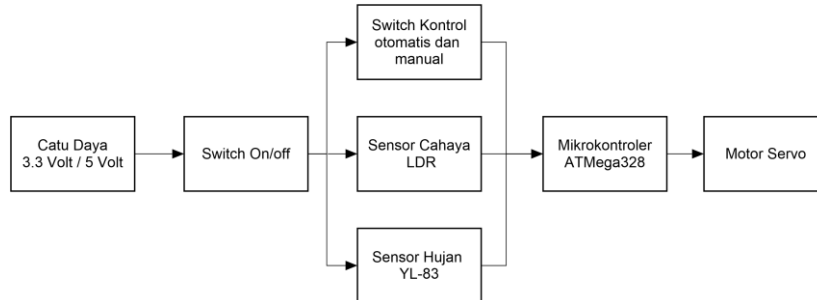 Switch Kontrol
otomatis dan
manual
Catu Daya
3.3 Volt / 5 Volt
Switch On/off
Sensor Cahaya
LDR
Mikrokontroler
ATMega328
Motor Servo
Sensor Hujan
YL-83